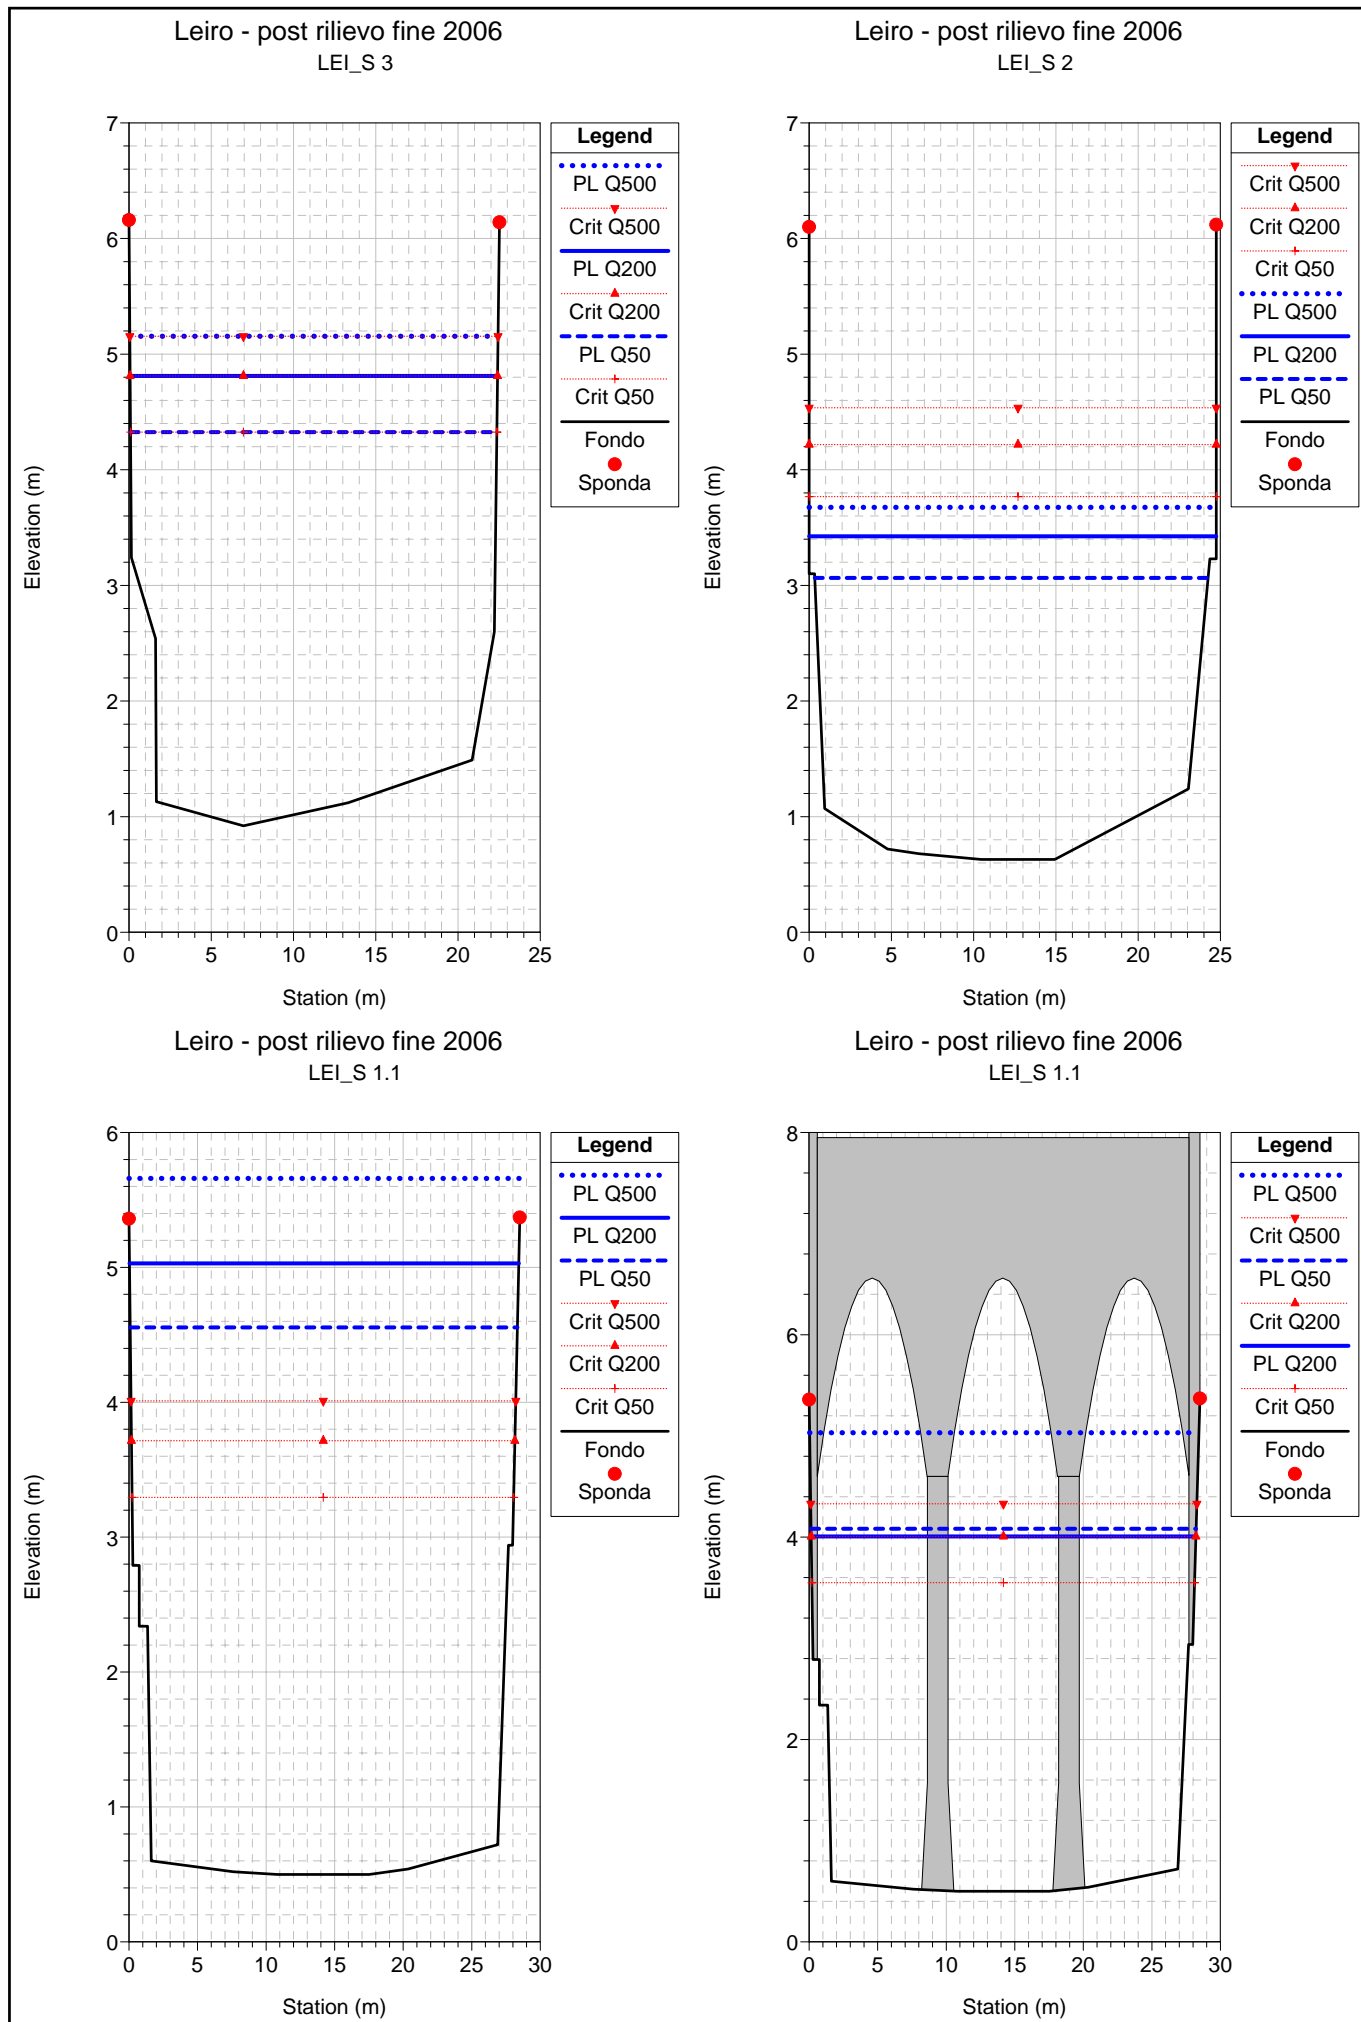 Leiro - post rilievo fine 2006
LEI_S 3
7
6
5
4
3
2
1
0
0 5 10 15 20 25
Elevation (m)
Station (m)
Legend
PL Q500
Crit Q500
PL Q200
Crit Q200
PL Q50
Crit Q50
Fondo
Sponda
Leiro - post rilievo fine 2006
LEI_S 2
7
6
5
4
3
2
1
0
0 5 10 15 20 25
Elevation (m)
Station (m)
Legend
Crit Q500
Crit Q200
Crit Q50
PL Q500
PL Q200
PL Q50
Fondo
Sponda
Leiro - post rilievo fine 2006
LEI_S 1.1
6
5
4
3
2
1
0
0 5 10 15 20 25 30
Elevation (m)
Station (m)
Legend
PL Q500
PL Q200
PL Q50
Crit Q500
Crit Q200
Crit Q50
Fondo
Sponda
Leiro - post rilievo fine 2006
LEI_S 1.1
8
6
4
2
0
0 5 10 15 20 25 30
Elevation (m)
Station (m)
Legend
PL Q500
Crit Q500
PL Q50
Crit Q200
PL Q200
Crit Q50
Fondo
Sponda